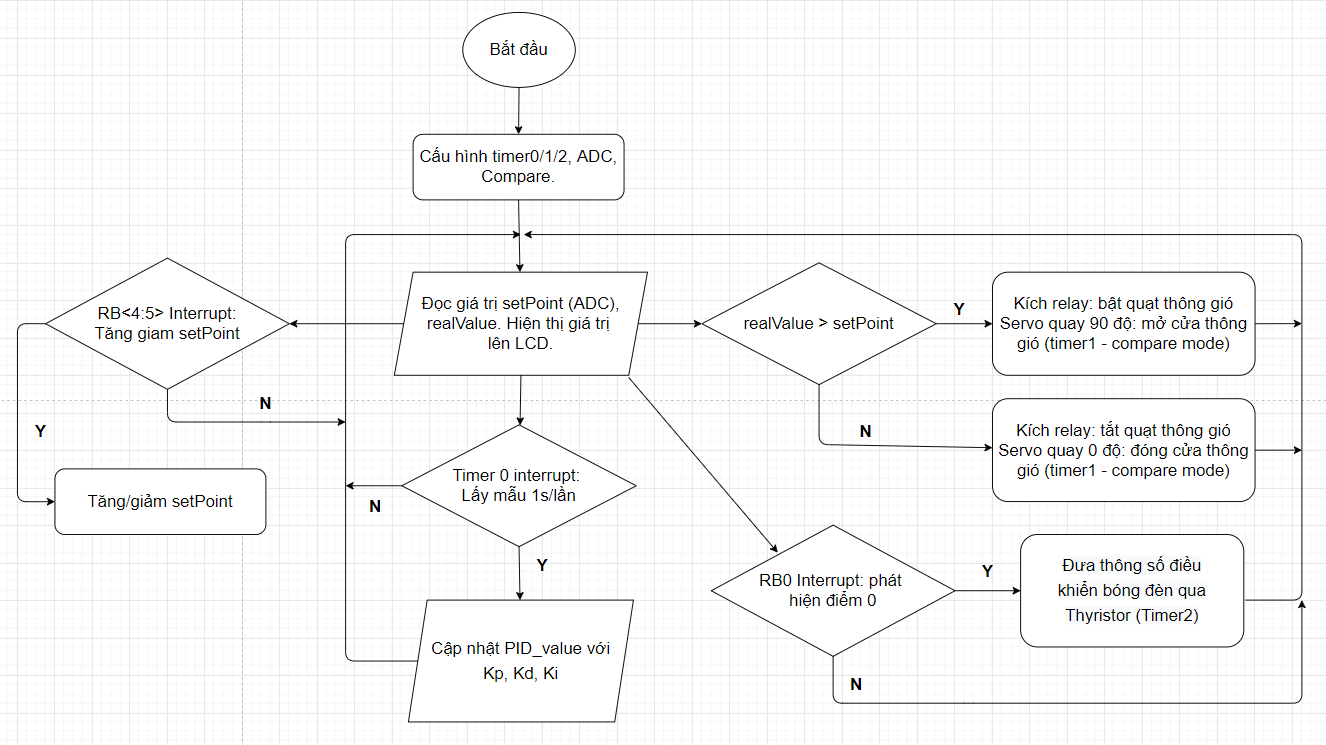 Bắt đầu
Cấu hình timer0/1/2, ADC,
Compare.
Đọc giá trị setPoint (ADC),
realValue. Hiện thị giá trị
lên LCD.
RB<4:5> Interrupt:
Tăng giam setPoint
N
Y
Tăng/giảm setPoint
Timer 0 interrupt:
Lấy mẫu 1s/lần
N
Y
Cập nhật PID_value với
Kp, Kd, Ki
realValue > setPoint
Y
Kích relay: bật quạt thông gió
Servo quay 90 độ: mở cửa thông
gió (timer1 - compare mode)
N
Kích relay: tắt quạt thông gió
Servo quay 0 độ: đóng cửa thông
gió (timer1 - compare mode)
RB0 Interrupt: phát
hiện điểm 0
Y
Đưa thông số điều
khiển bóng đèn qua
Thyristor (Timer2)
N